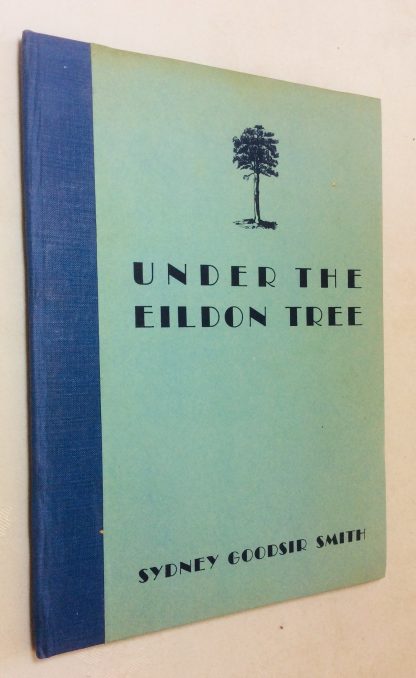 UNDER THE
EILDON TREE
SYDNEY GOODSIR SMITH